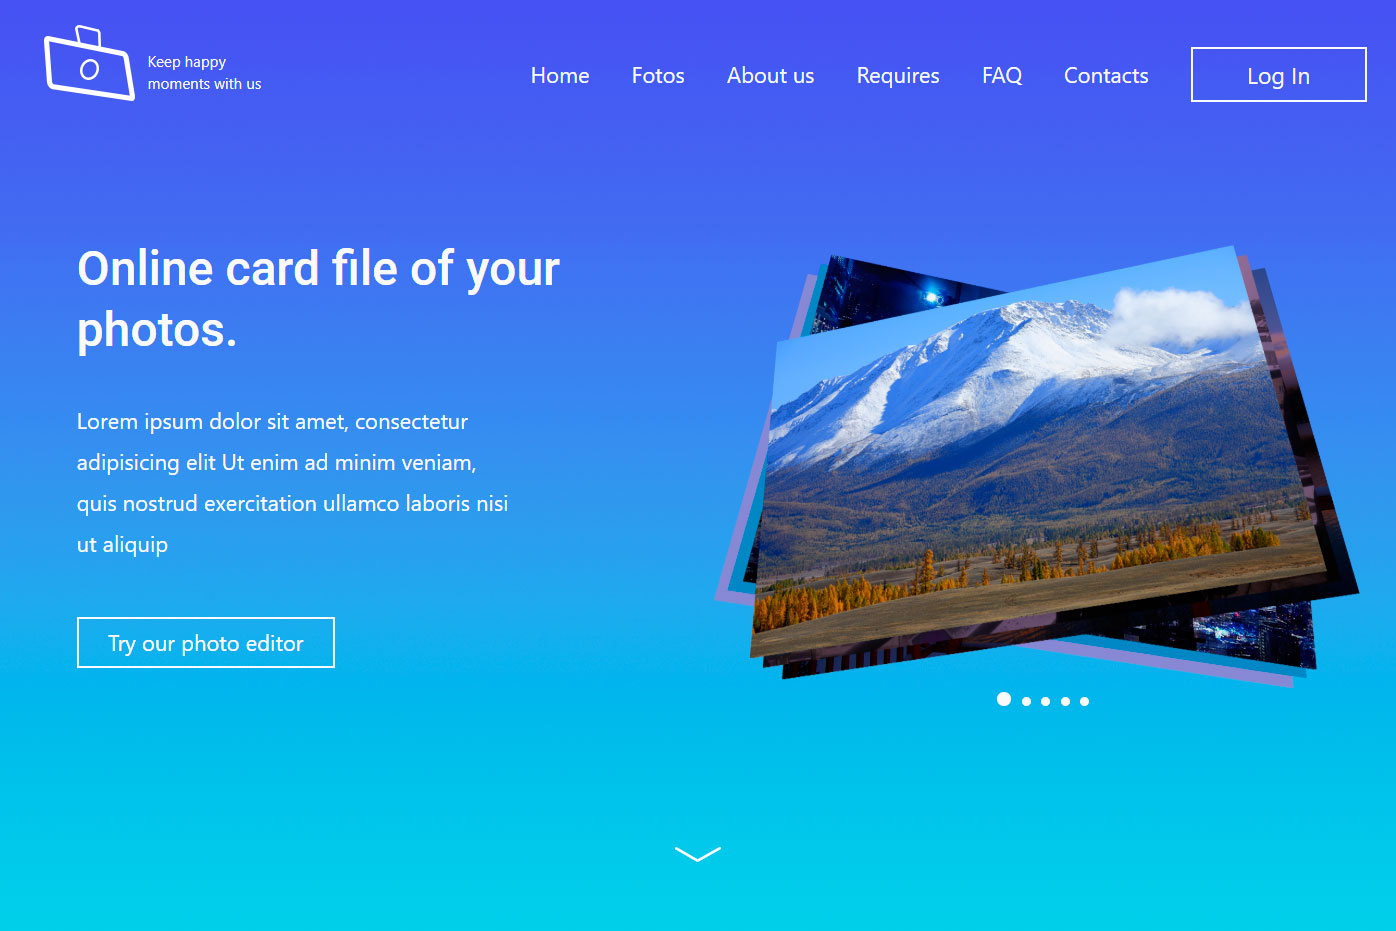 Keep happy
moments with us
Home Fotos About us Requires FAQ Contacts Log In
Online card file of your
photos.
Lorem ipsum dolor sit amet, consectetur
adipisicing elit Ut enim ad minim veniam,
quis nostrud exercitation ullamco laboris nisi
ut aliquip
Try our photo editor